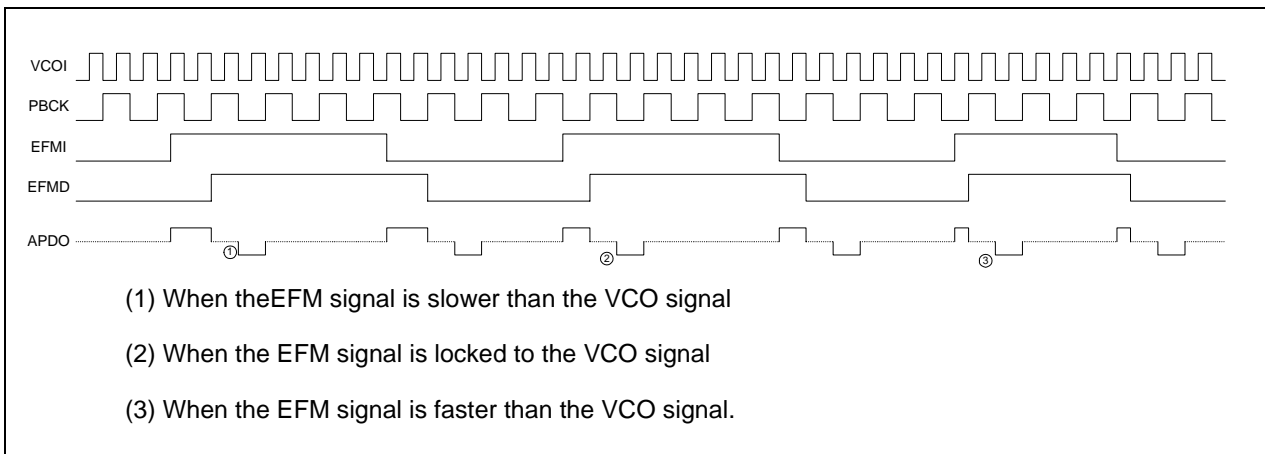 VCOI
PBCK
EFMI
EFMD
APDO
1
2
3
(1) When theEFM signal is slower than the VCO signal
(2) When the EFM signal is locked to the VCO signal
(3) When the EFM signal is faster than the VCO signal.